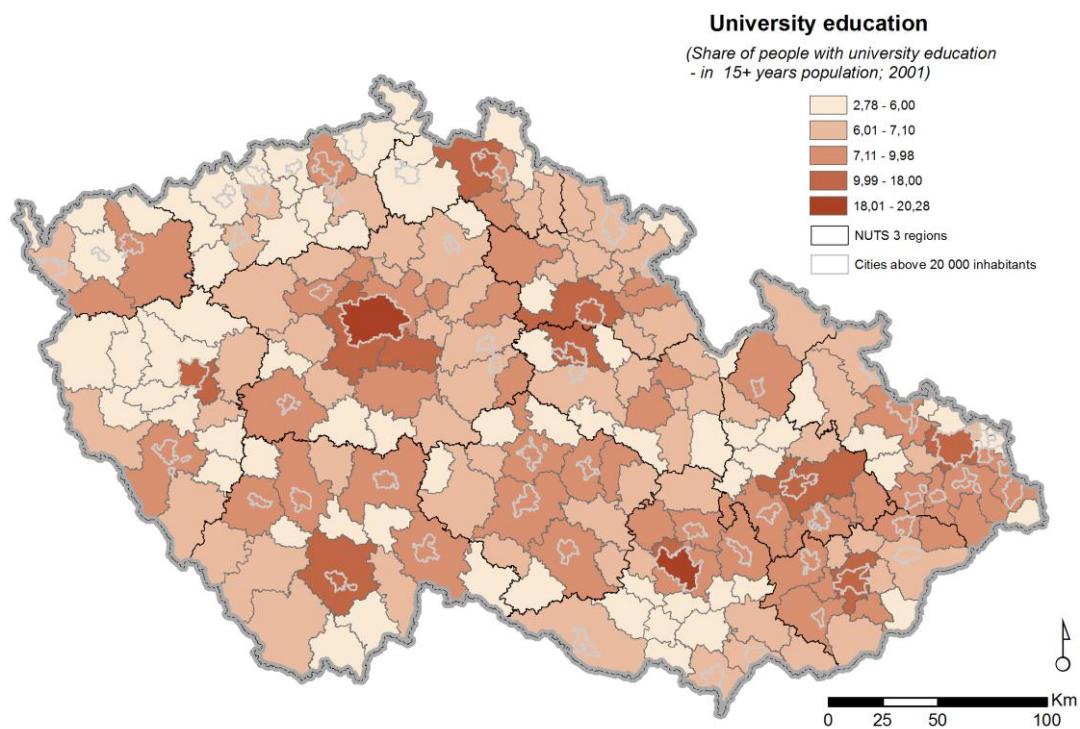 University education
(Share of people with university education
- in 15+ years population; 2001)
2,78 - 6,00
6,01 - 7,10
7,11 - 9,98
9,99 - 18,00
18,01 - 20,28
NUTS 3 regions
Cities above 20 000 inhabitants
Km
0 25 50 100